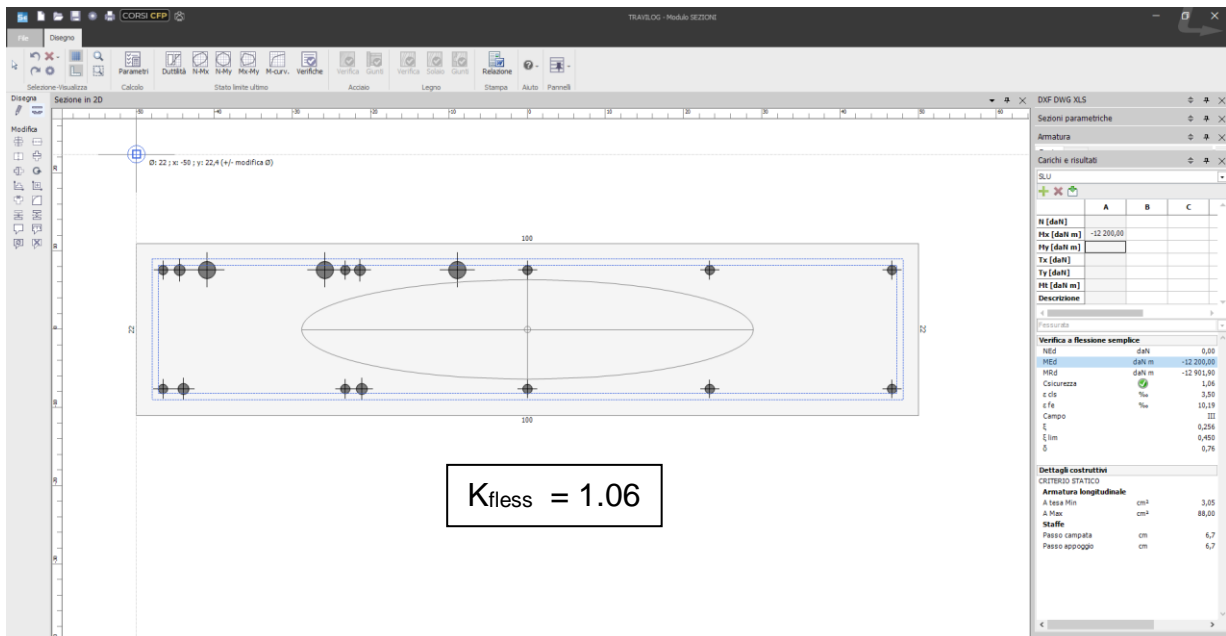 CORSI CFP
TRAVILOG - Modulo SEZIONI
File Disegno
Parametri Duttilità N-Mx N-My Mx-My M-curv. Verifiche Verifica Giunti Verifica Solaio Giunti Relazione
Selezione-Visualizza Calcolo Stato limite ultimo Acciaio Legno Stampa Aiuto Pannelli
Disegna
Sezione in 2D
Modifica
Ø: 22 ; x: -50 ; y: 22,4 (+/- modifica Ø)
100
22
22
100
Kfless = 1.06
DXF DWG XLS
Sezioni parametriche
Armatura
Carichi e risultati
SLU
A B C
N [daN]
Mx [daN m] -12 200,00
My [daN m]
Tx [daN]
Ty [daN]
Mt [daN m]
Descrizione
Fessurata
Verifica a flessione semplice
NEd daN 0,00
MEd daN m -12 200,00
MRd daN m -12 901,90
Csicurezza 1,06
ε cls ‰ 3,50
ε fe ‰ 10,19
Campo III
ξ 0,256
ξ lim 0,450
δ 0,76
Dettagli costruttivi
CRITERIO STATICO
Armatura longitudinale
A tesa Min cm² 3,05
A Max cm² 88,00
Staffe
Passo campata cm 6,7
Passo appoggio cm 6,7